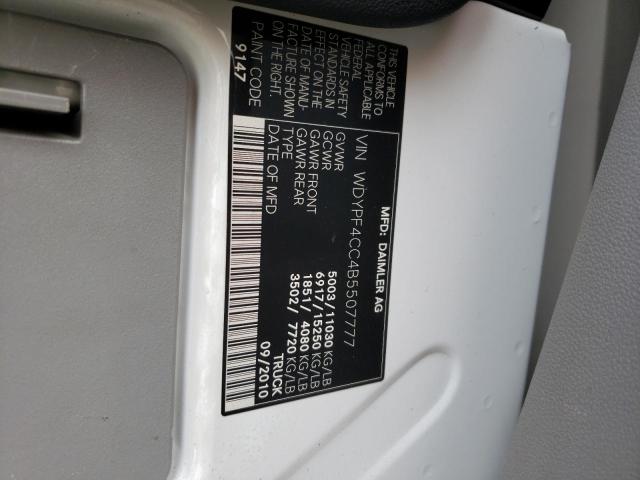 MFD: DAIMLER AG
VIN WDYPF4CC4B5507777
GVWR 5003/11030 KG/LB
GCWR 6917/15250 KG/LB
GAWR FRONT 1851/ 4080 KG/LB
GAWR REAR 3502/ 7720 KG/LB
TYPE TRUCK
DATE OF MFD 09/2010
THIS VEHICLE
CONFORMS TO
ALL APPLICABLE
FEDERAL
VEHICLE SAFETY
STANDARDS IN
EFFECT ON THE
DATE OF MANU-
FACTURE SHOWN
ON THE RIGHT.
PAINT CODE
9147